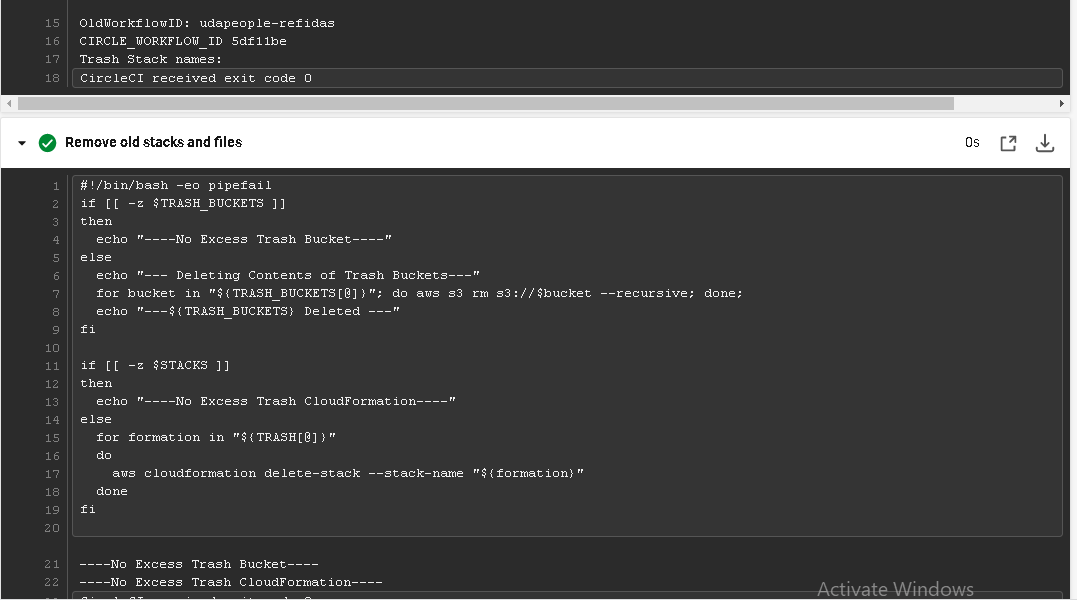 15 OldWorkflowID: udapeople-refidas
16 CIRCLE_WORKFLOW_ID 5df11be
17 Trash Stack names:
18 CircleCI received exit code 0
Remove old stacks and files 0s
1 #!/bin/bash -eo pipefail
2 if [[ -z $TRASH_BUCKETS ]]
3 then
4   echo "----No Excess Trash Bucket----"
5 else
6   echo "--- Deleting Contents of Trash Buckets---"
7   for bucket in "${TRASH_BUCKETS[@]}"; do aws s3 rm s3://$bucket --recursive; done;
8   echo "---${TRASH_BUCKETS} Deleted ---"
9 fi
10
11 if [[ -z $STACKS ]]
12 then
13   echo "----No Excess Trash CloudFormation----"
14 else
15   for formation in "${TRASH[@]}"
16   do
17     aws cloudformation delete-stack --stack-name "${formation}"
18   done
19 fi
20
21 ----No Excess Trash Bucket----
22 ----No Excess Trash CloudFormation----
Activate Windows